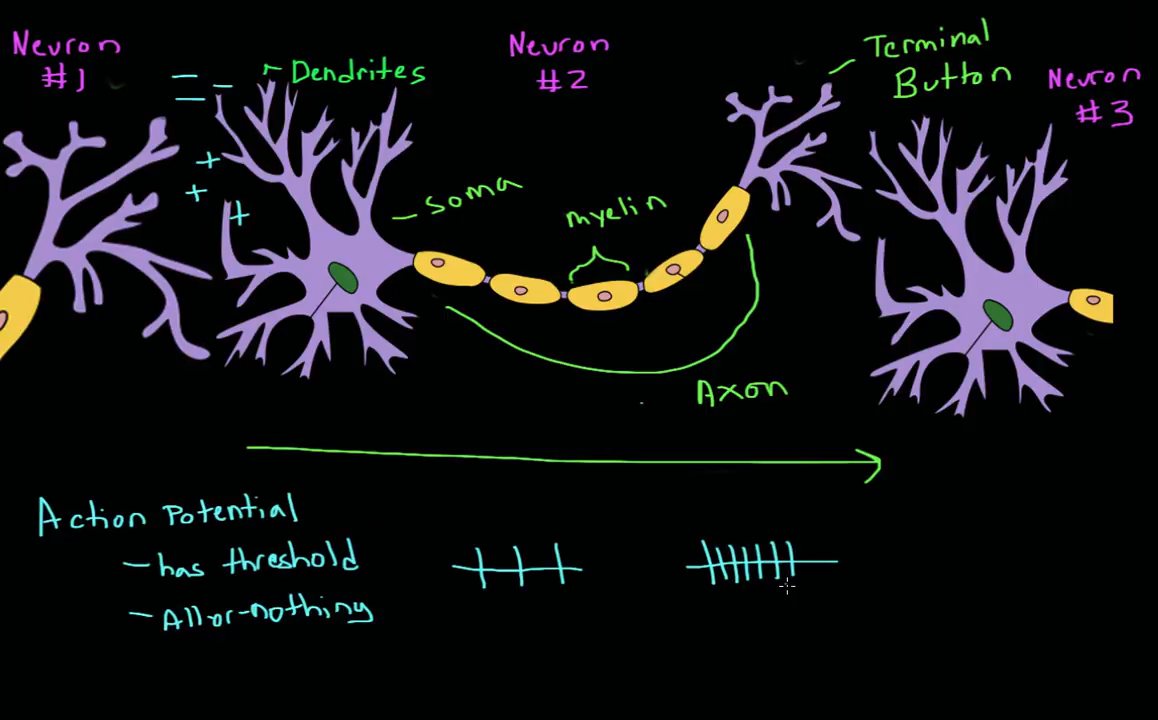 Neuron
#1
Dendrites
Neuron
#2
Terminal
Button
Neuron
#3
Soma
myelin
Axon
Action Potential
- has threshold
- All-or-nothing